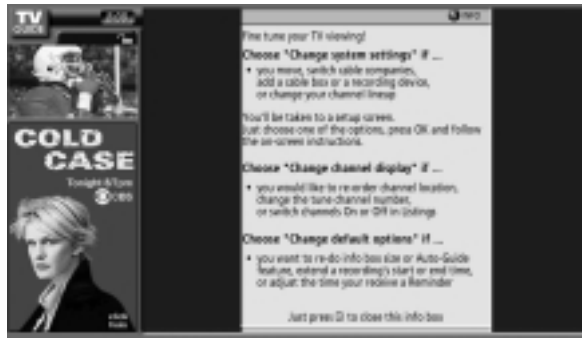 TV
GUIDE
INFO
Fine tune your TV viewing!
Choose "Change system settings" if ...
• you move, switch cable companies,
add a cable box or a recording device,
or change your channel lineup
You'll be taken to a setup screen.
Just choose one of the options, press OK and follow
the on-screen instructions.
Choose "Change channel display" if ...
• you would like to re-order channel location,
change the tune-channel number,
or switch channels On or Off in Listings
Choose "Change default options" if ...
• you want to re-do info box size or Auto-Guide
feature, extend a recording's start or end time,
or adjust the time your receive a Reminder
Just press to close this info box
COLD
CASE
Tonight 8/7pm
CBS